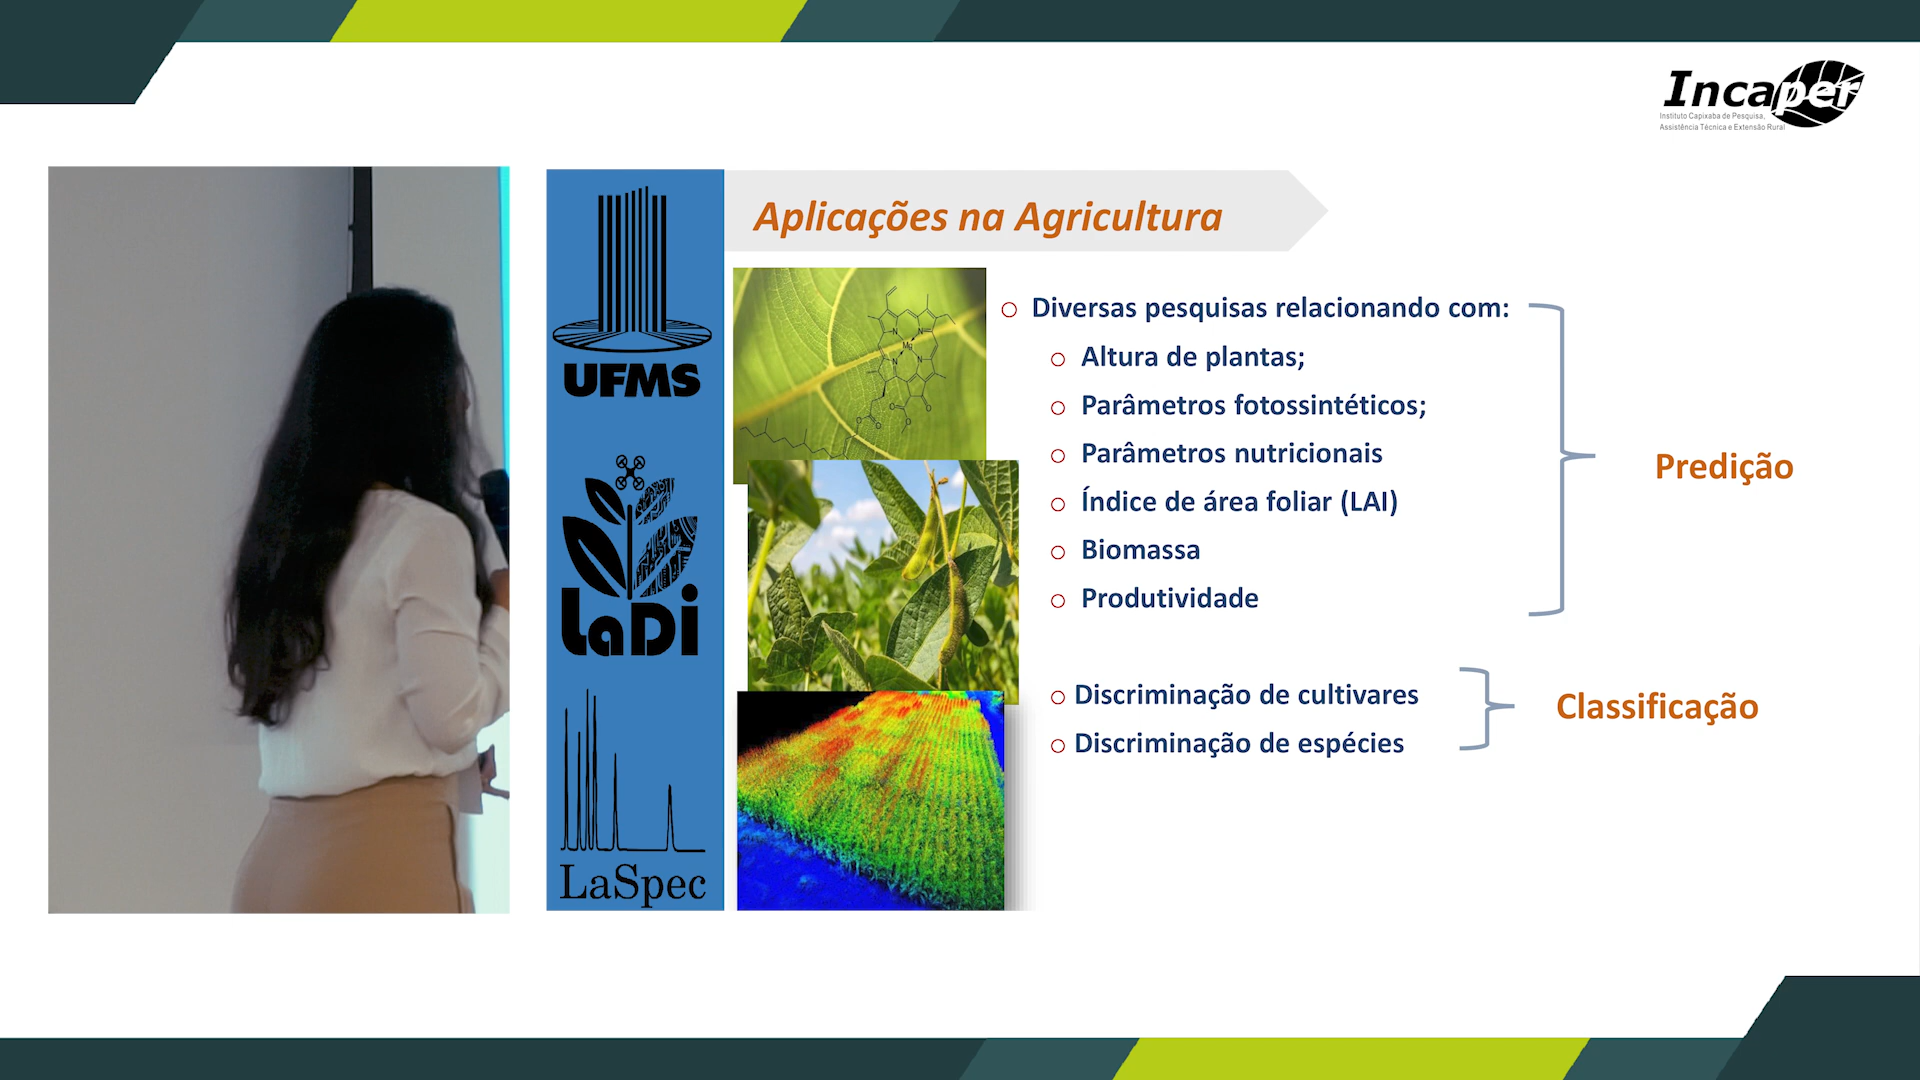 Incaper
Instituto Capixaba de Pesquisa,
Assistência Técnica e Extensão Rural
UFMS
LaDi
LaSpec
Aplicações na Agricultura
Mg
N
N
N
N
Diversas pesquisas relacionando com:
Altura de plantas;
Parâmetros fotossintéticos;
Parâmetros nutricionais
Índice de área foliar (LAI)
Biomassa
Produtividade
Predição
Discriminação de cultivares
Discriminação de espécies
Classificação